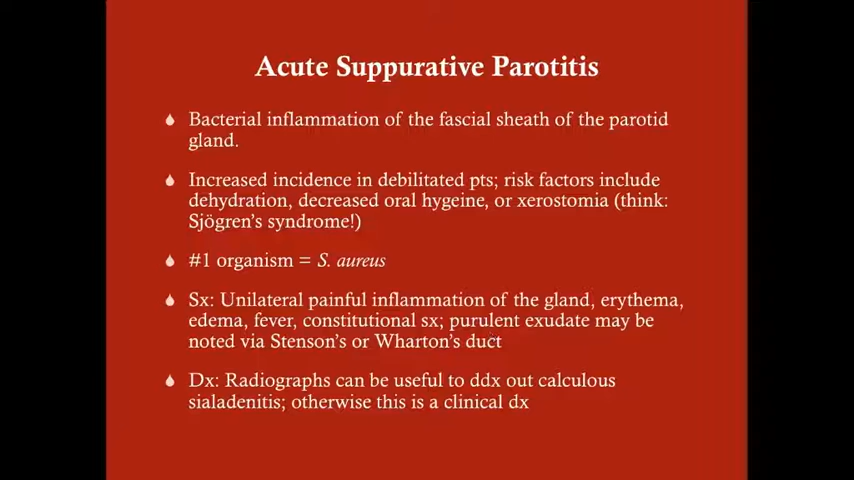 Acute Suppurative Parotitis
Bacterial inflammation of the fascial sheath of the parotid
gland.
Increased incidence in debilitated pts; risk factors include
dehydration, decreased oral hygeine, or xerostomia (think:
Sjögren's syndrome!)
#1 organism = S. aureus
Sx: Unilateral painful inflammation of the gland, erythema,
edema, fever, constitutional sx; purulent exudate may be
noted via Stenson's or Wharton's duct
Dx: Radiographs can be useful to ddx out calculous
sialadenitis; otherwise this is a clinical dx